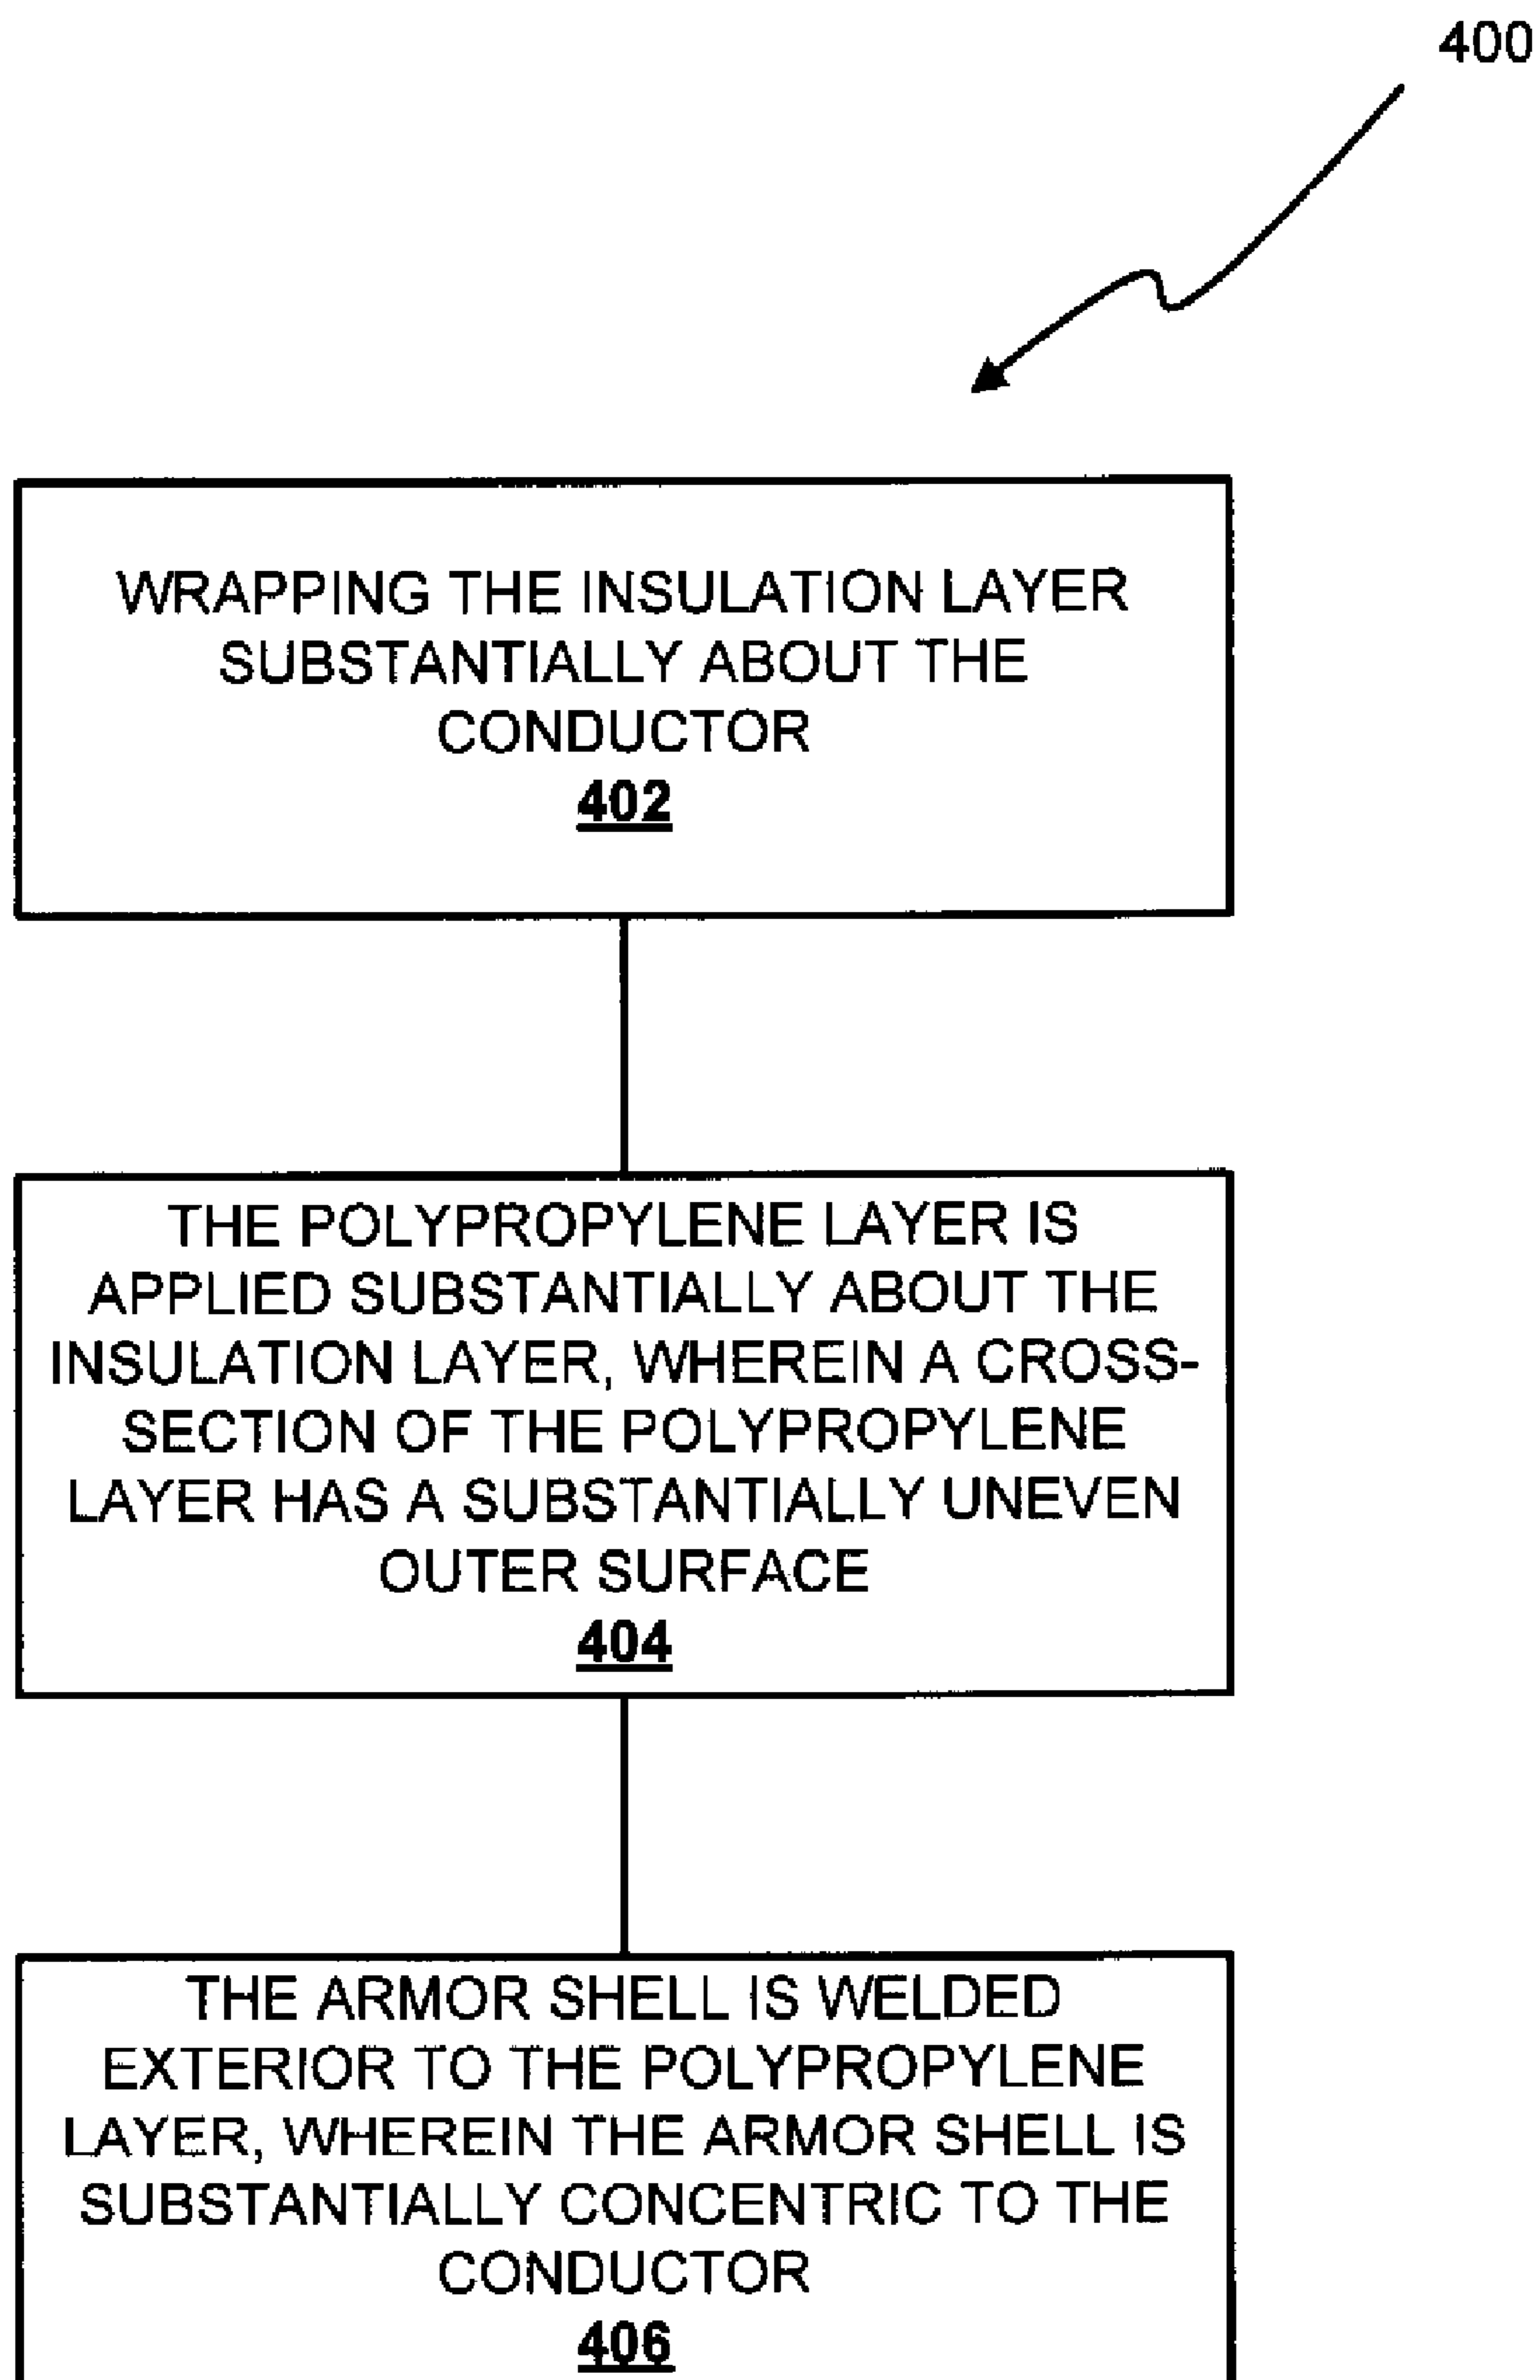 400
WRAPPING THE INSULATION LAYER
SUBSTANTIALLY ABOUT THE
CONDUCTOR
402
THE POLYPROPYLENE LAYER IS
APPLIED SUBSTANTIALLY ABOUT THE
INSULATION LAYER, WHEREIN A CROSS-
SECTION OF THE POLYPROPYLENE
LAYER HAS A SUBSTANTIALLY UNEVEN
OUTER SURFACE
404
THE ARMOR SHELL IS WELDED
EXTERIOR TO THE POLYPROPYLENE
LAYER, WHEREIN THE ARMOR SHELL IS
SUBSTANTIALLY CONCENTRIC TO THE
CONDUCTOR
406